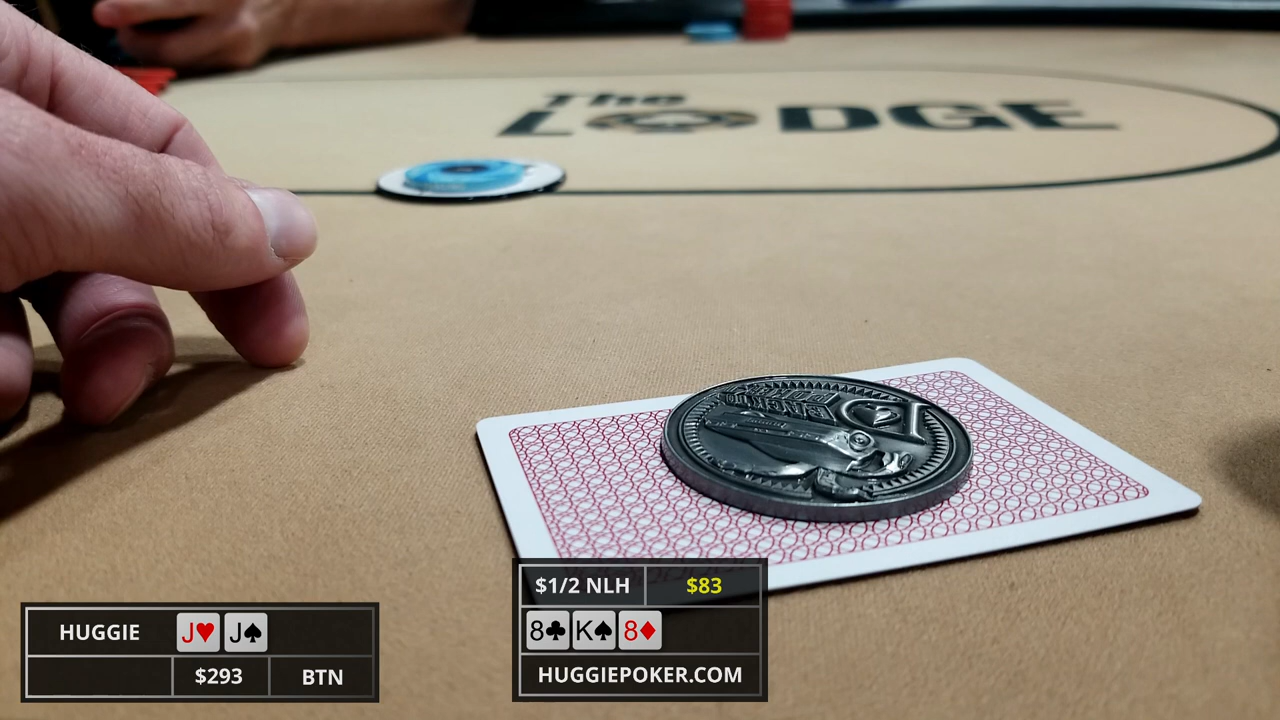 The
LODGE
$1/2 NLH $83
8♣ K♠ 8♦
HUGGIEPOKER.COM
HUGGIE J♥ J♠
$293 BTN